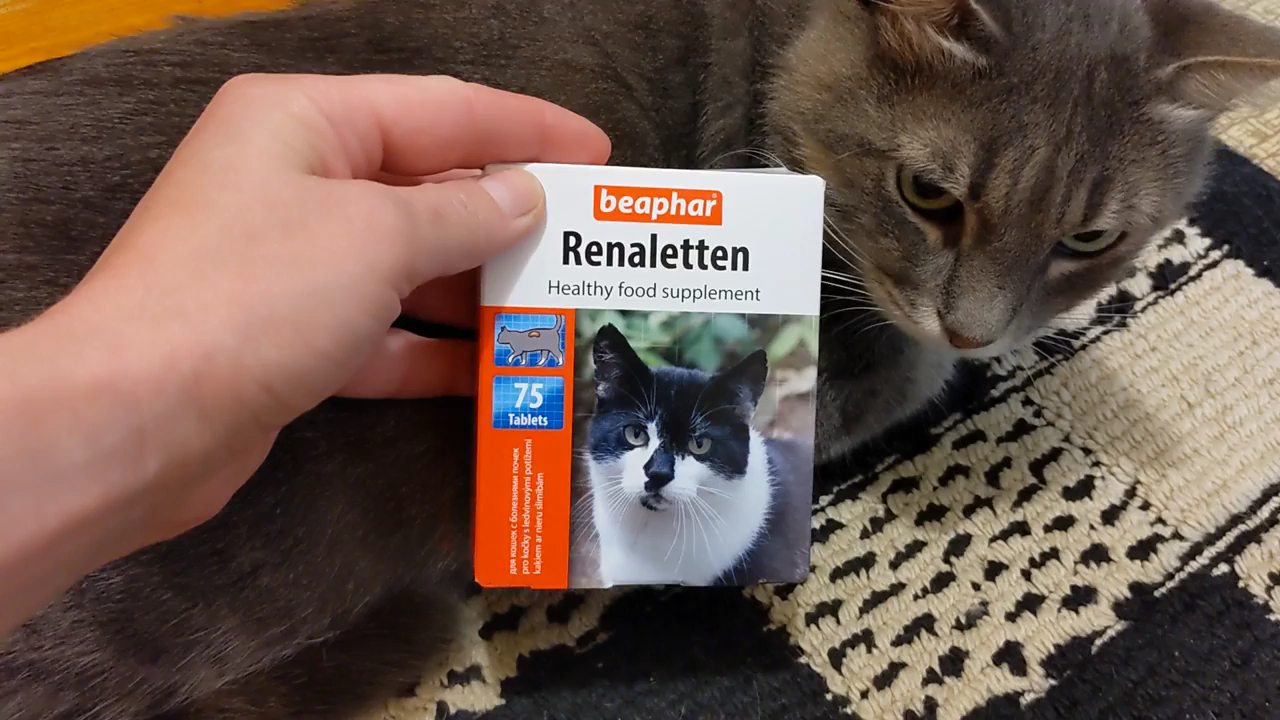 beaphar
Renaletten
Healthy food supplement
75
Tablets
для кошек с болезнями почек
pro kočky s ledvinovými potížemi
kaķiem ar nieru slimībām